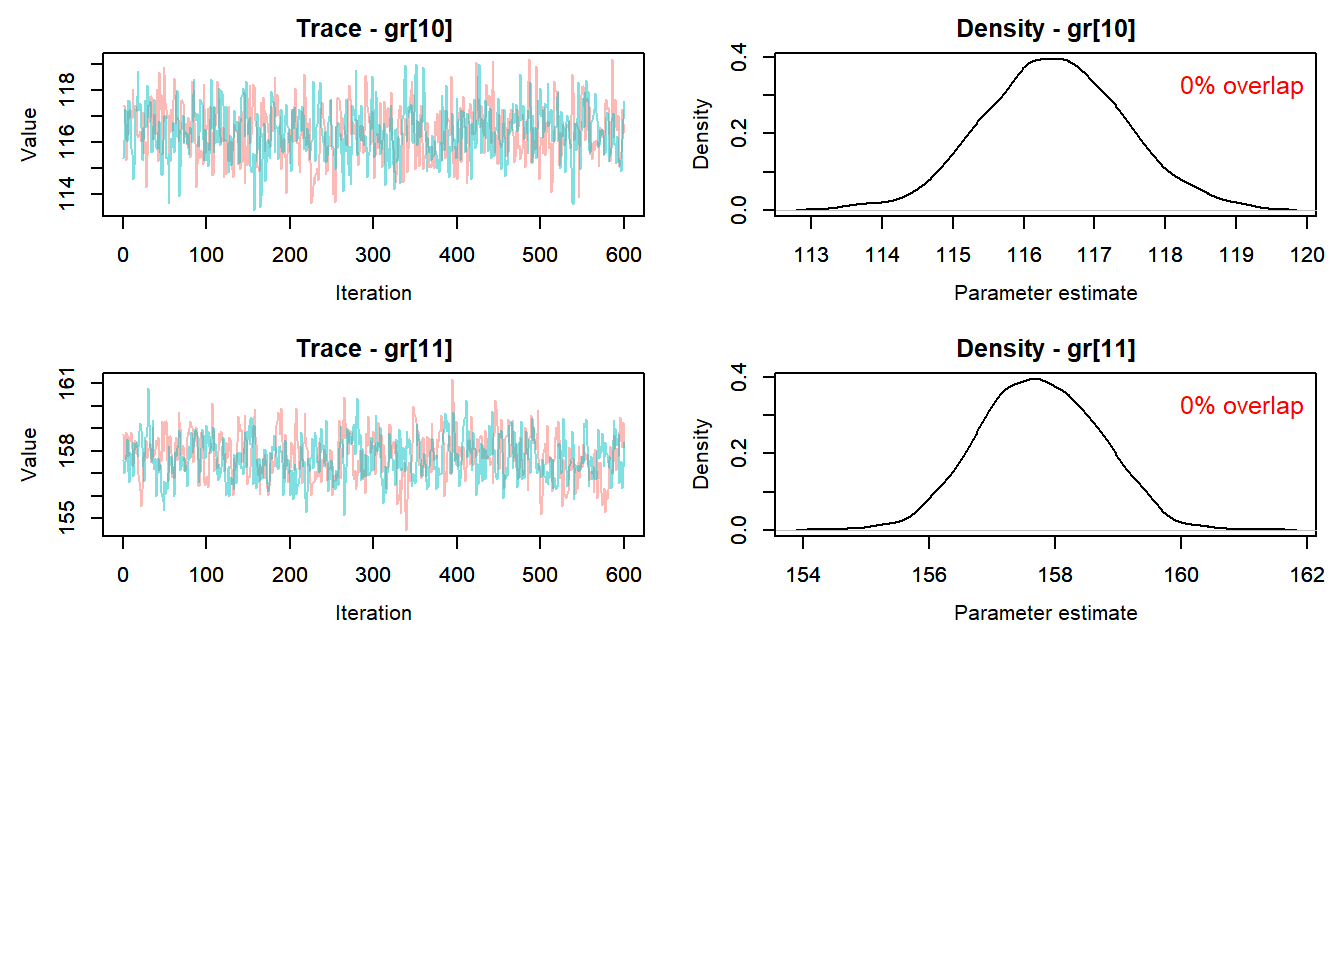 Trace - gr[10]
Value
114 116 118
0 100 200 300 400 500 600
Iteration
Density - gr[10]
0% overlap
Density
0.0 0.2 0.4
113 114 115 116 117 118 119 120
Parameter estimate
Trace - gr[11]
Value
155 158 161
0 100 200 300 400 500 600
Iteration
Density - gr[11]
0% overlap
Density
0.0 0.2 0.4
154 156 158 160 162
Parameter estimate